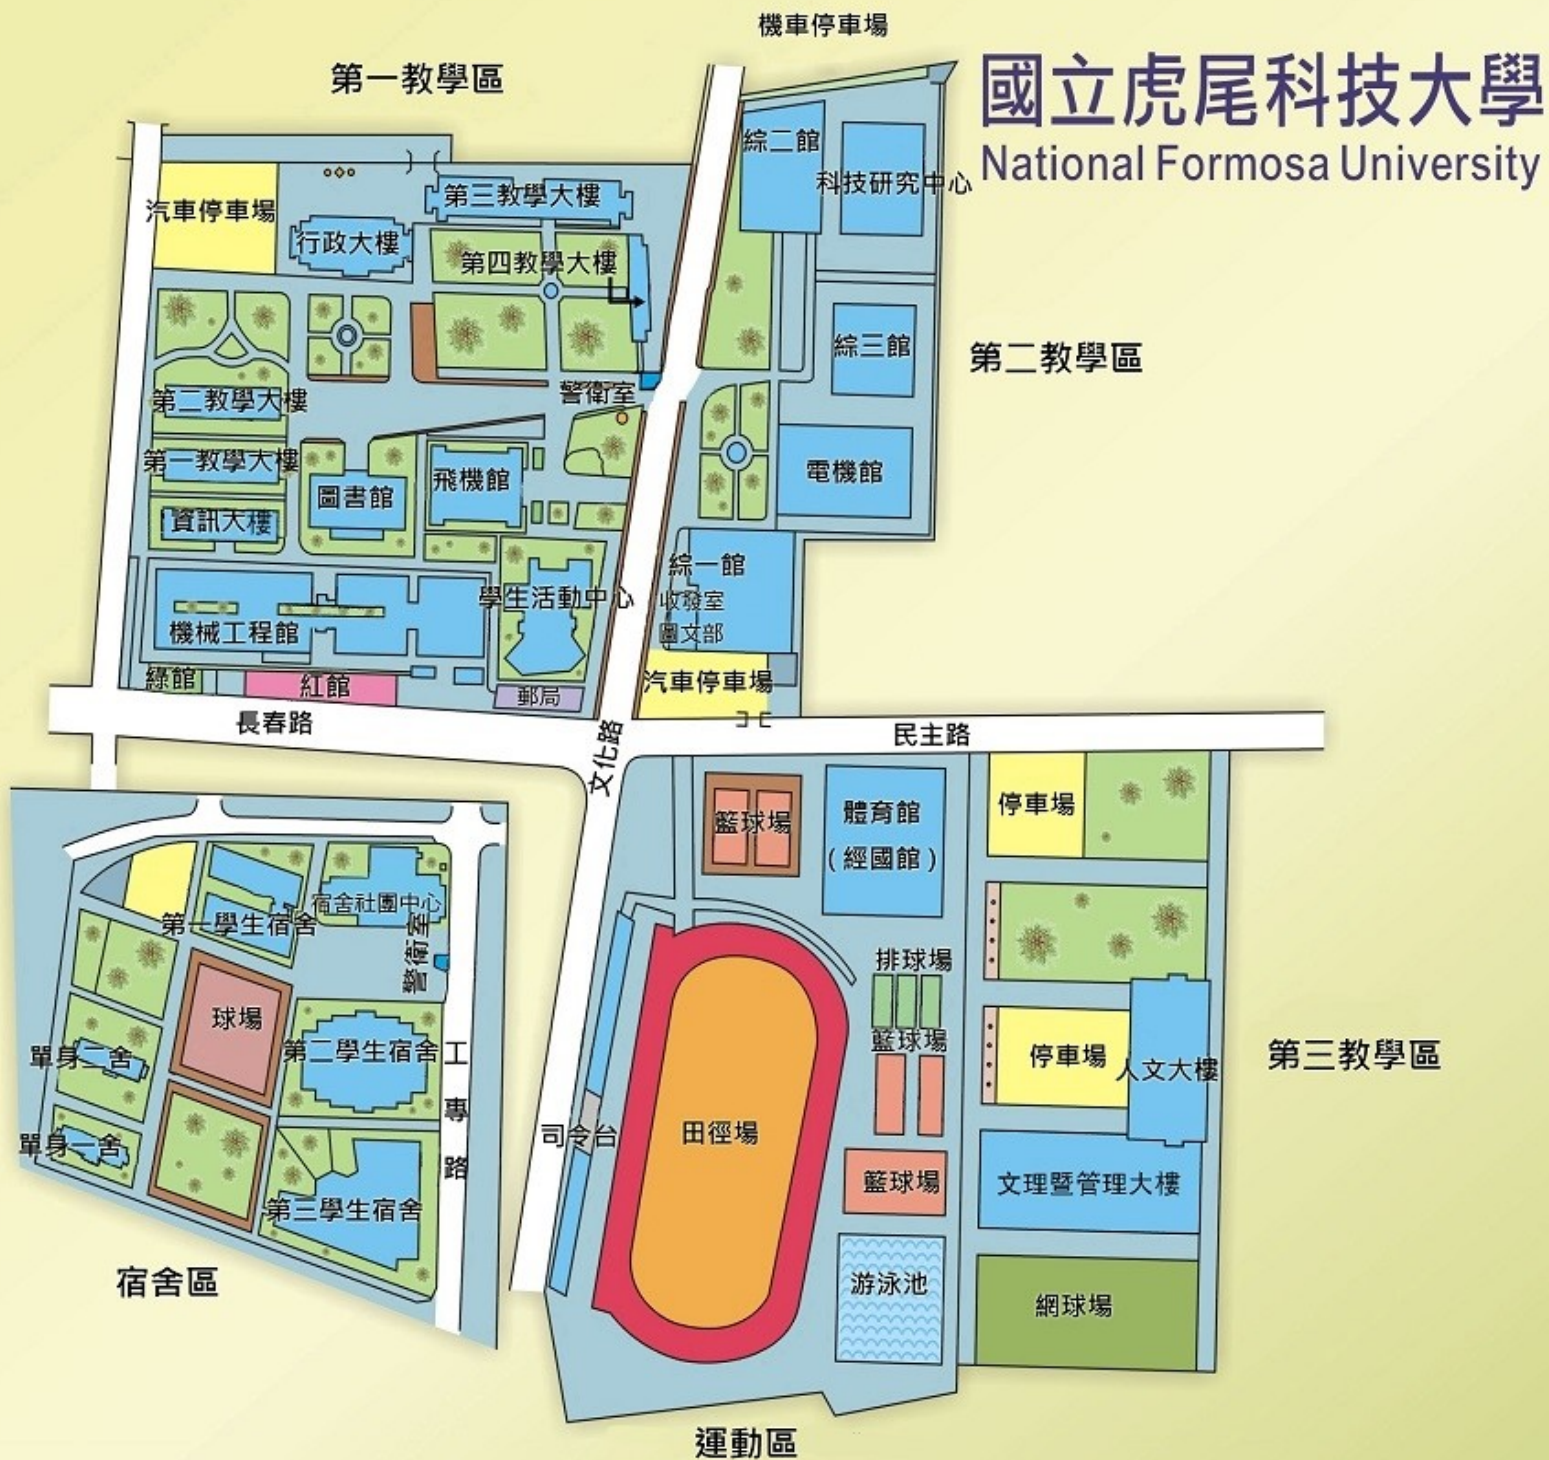 機車停車場
國立虎尾科技大學
National Formosa University
第一教學區
綜二館
科技研究中心
第三教學大樓
汽車停車場
行政大樓
第四教學大樓
綜三館
第二教學區
警衛室
第二教學大樓
第一教學大樓
圖書館
飛機館
電機館
資訊大樓
綜一館
收發室
圖文部
學生活動中心
機械工程館
綠館
紅館
郵局
汽車停車場
長春路
文化路
民主路
籃球場
體育館
(經國館)
停車場
宿舍社團中心
第一學生宿舍
警衛室
排球場
球場
籃球場
第二學生宿舍
單身二舍
工專路
停車場
人文大樓
第三教學區
司令台
田徑場
單身一舍
籃球場
文理暨管理大樓
第三學生宿舍
宿舍區
游泳池
網球場
運動區